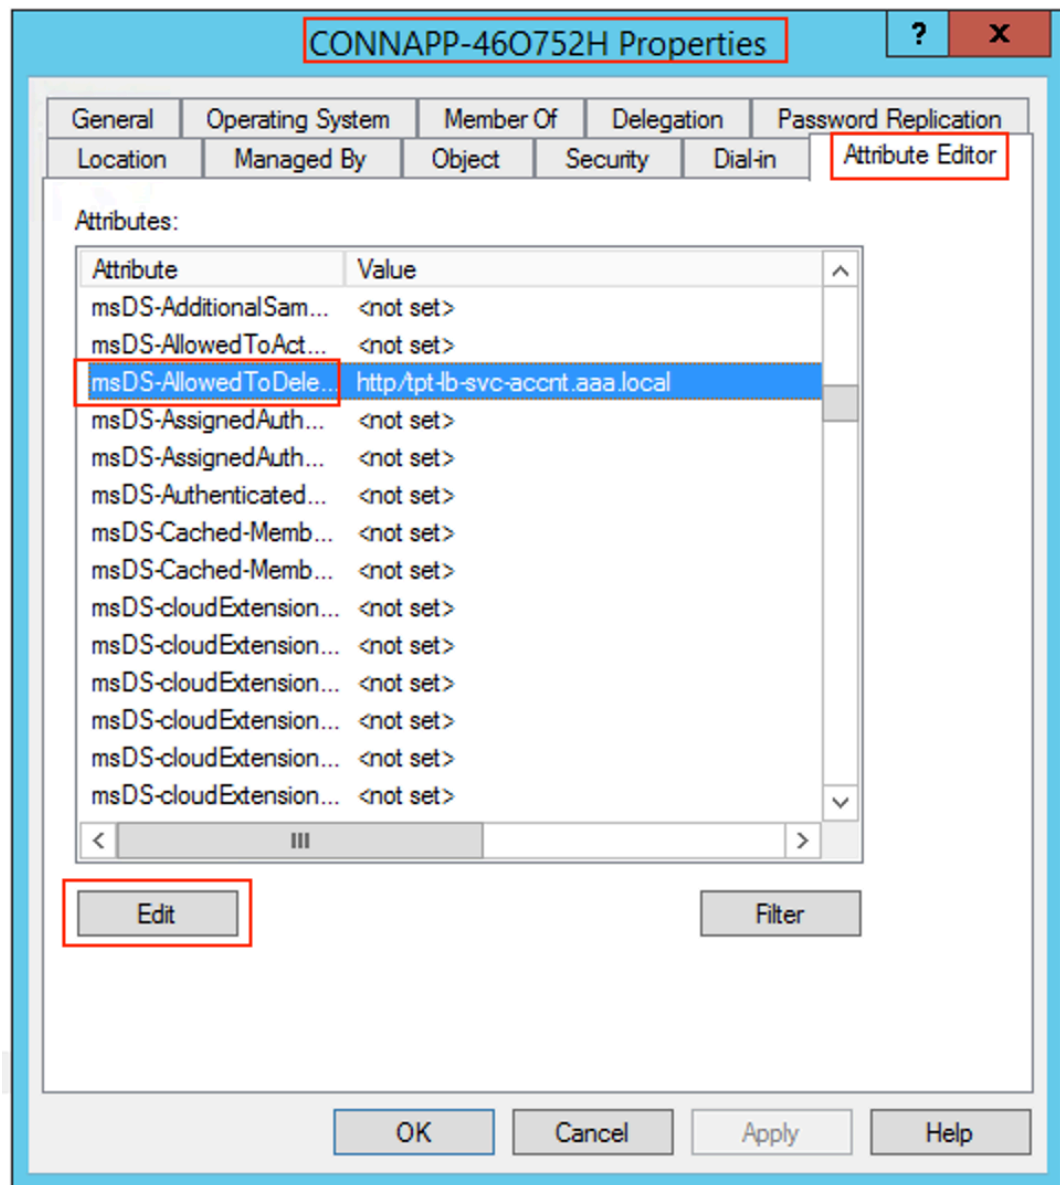 CONNAPP-46O752H Properties
? x
General Operating System Member Of Delegation Password Replication
Location Managed By Object Security Dial-in Attribute Editor
Attributes:
Attribute Value
msDS-AdditionalSam... <not set>
msDS-AllowedToAct... <not set>
msDS-AllowedToDele... http/tpt-lb-svc-accnt.aaa.local
msDS-AssignedAuth... <not set>
msDS-AssignedAuth... <not set>
msDS-Authenticated... <not set>
msDS-Cached-Memb... <not set>
msDS-Cached-Memb... <not set>
msDS-cloudExtension... <not set>
msDS-cloudExtension... <not set>
msDS-cloudExtension... <not set>
msDS-cloudExtension... <not set>
msDS-cloudExtension... <not set>
msDS-cloudExtension... <not set>
Edit Filter
OK Cancel Apply Help